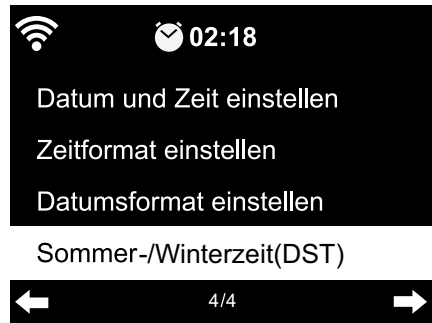 02:18
Datum und Zeit einstellen
Zeitformat einstellen
Datumsformat einstellen
Sommer-/Winterzeit(DST)
4/4